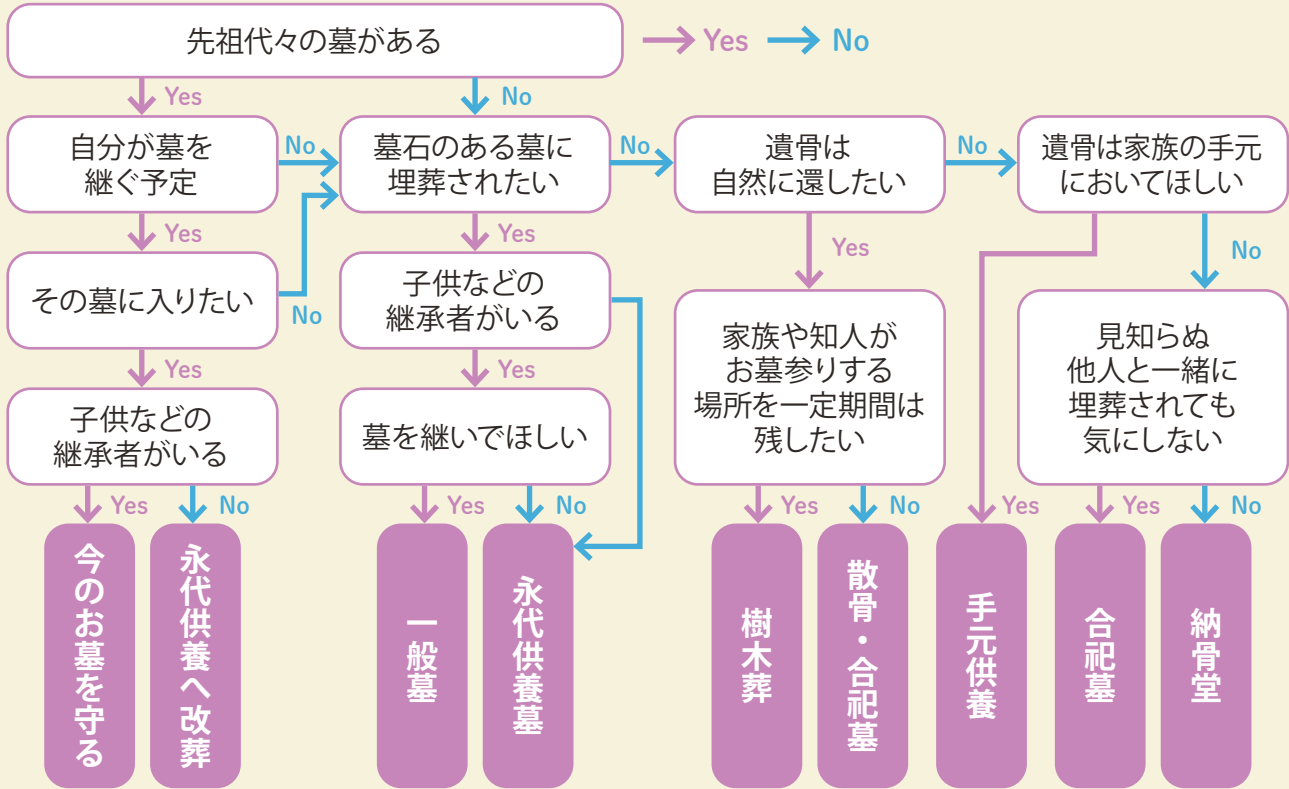 先祖代々の墓がある
Yes
No
Yes
No
自分が墓を
継ぐ予定
No
墓石のある墓に
埋葬されたい
No
遺骨は
自然に還したい
No
遺骨は家族の手元
においてほしい
Yes
Yes
Yes
No
その墓に入りたい
No
子供などの
継承者がいる
家族や知人が
お墓参りする
場所を一定期間は
残したい
見知らぬ
他人と一緒に
埋葬されても
気にしない
Yes
Yes
子供などの
継承者がいる
墓を継いでほしい
Yes
No
Yes
No
Yes
No
Yes
Yes
No
今のお墓を守る
永代供養へ改葬
一般墓
永代供養墓
樹木葬
散骨・合祀墓
手元供養
合祀墓
納骨堂